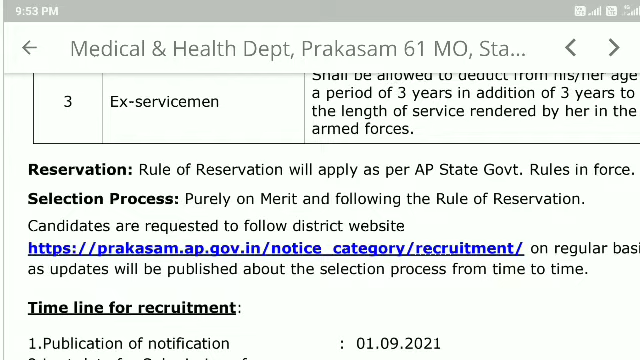 9:53 PM
Medical & Health Dept, Prakasam 61 MO, Sta...
Shall be allowed to deduct from his/her age
3 Ex-servicemen a period of 3 years in addition of 3 years to
the length of service rendered by her in the
armed forces.
Reservation: Rule of Reservation will apply as per AP State Govt. Rules in force.
Selection Process: Purely on Merit and following the Rule of Reservation.
Candidates are requested to follow district website
https://prakasam.ap.gov.in/notice_category/recruitment/ on regular basi
as updates will be published about the selection process from time to time.
Time line for recruitment:
1.Publication of notification : 01.09.2021